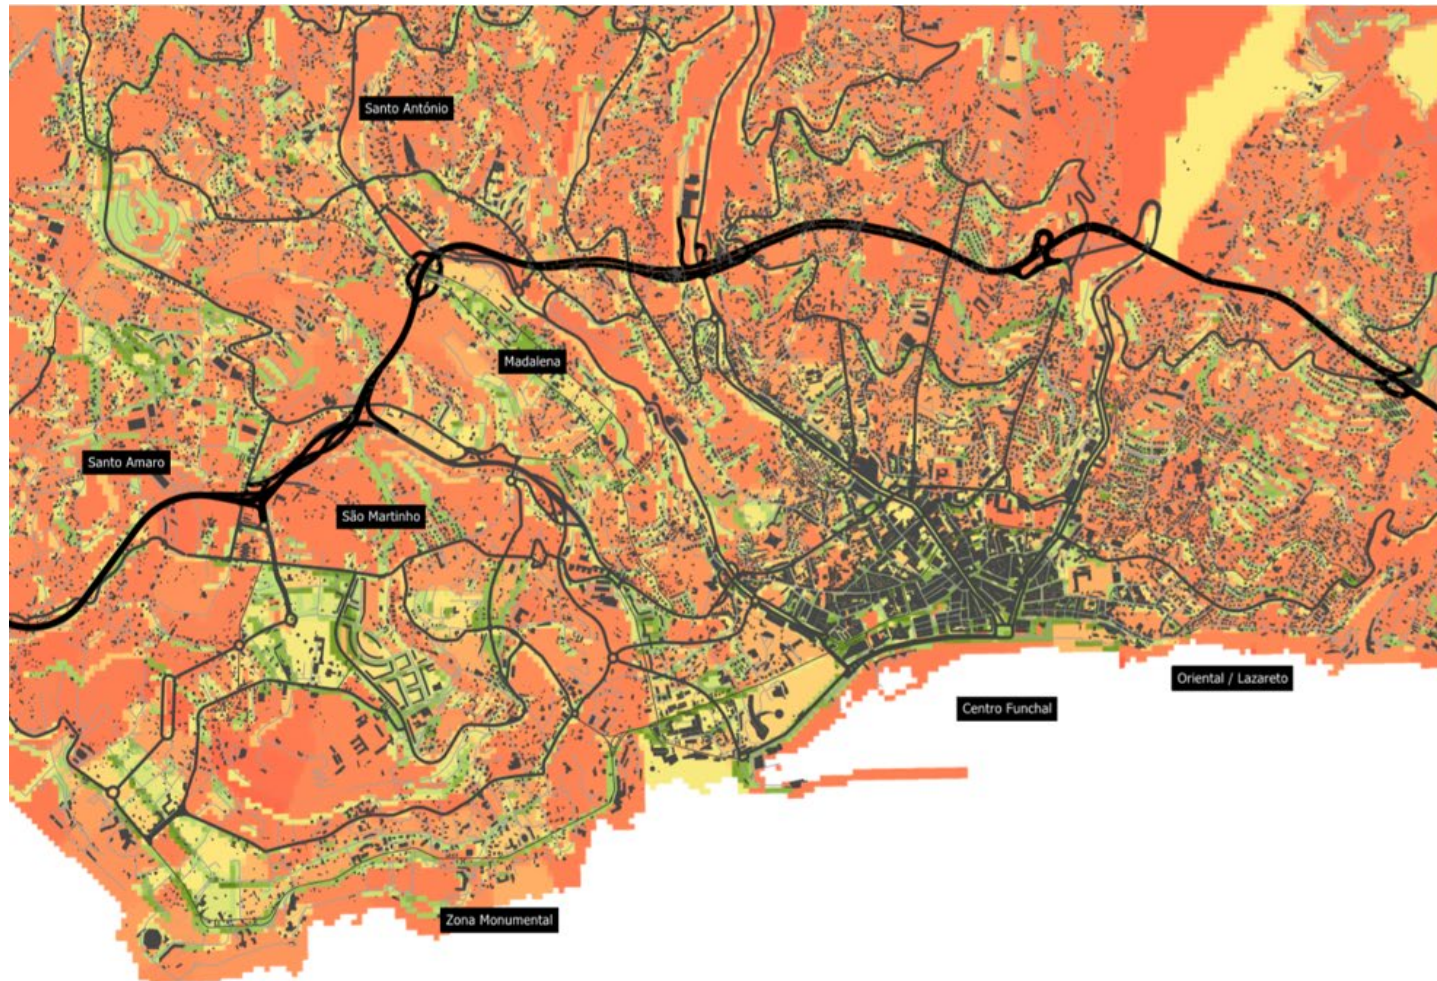 Santo António
Madalena
Santo Amaro
São Martinho
Oriental / Lazareto
Centro Funchal
Zona Monumental